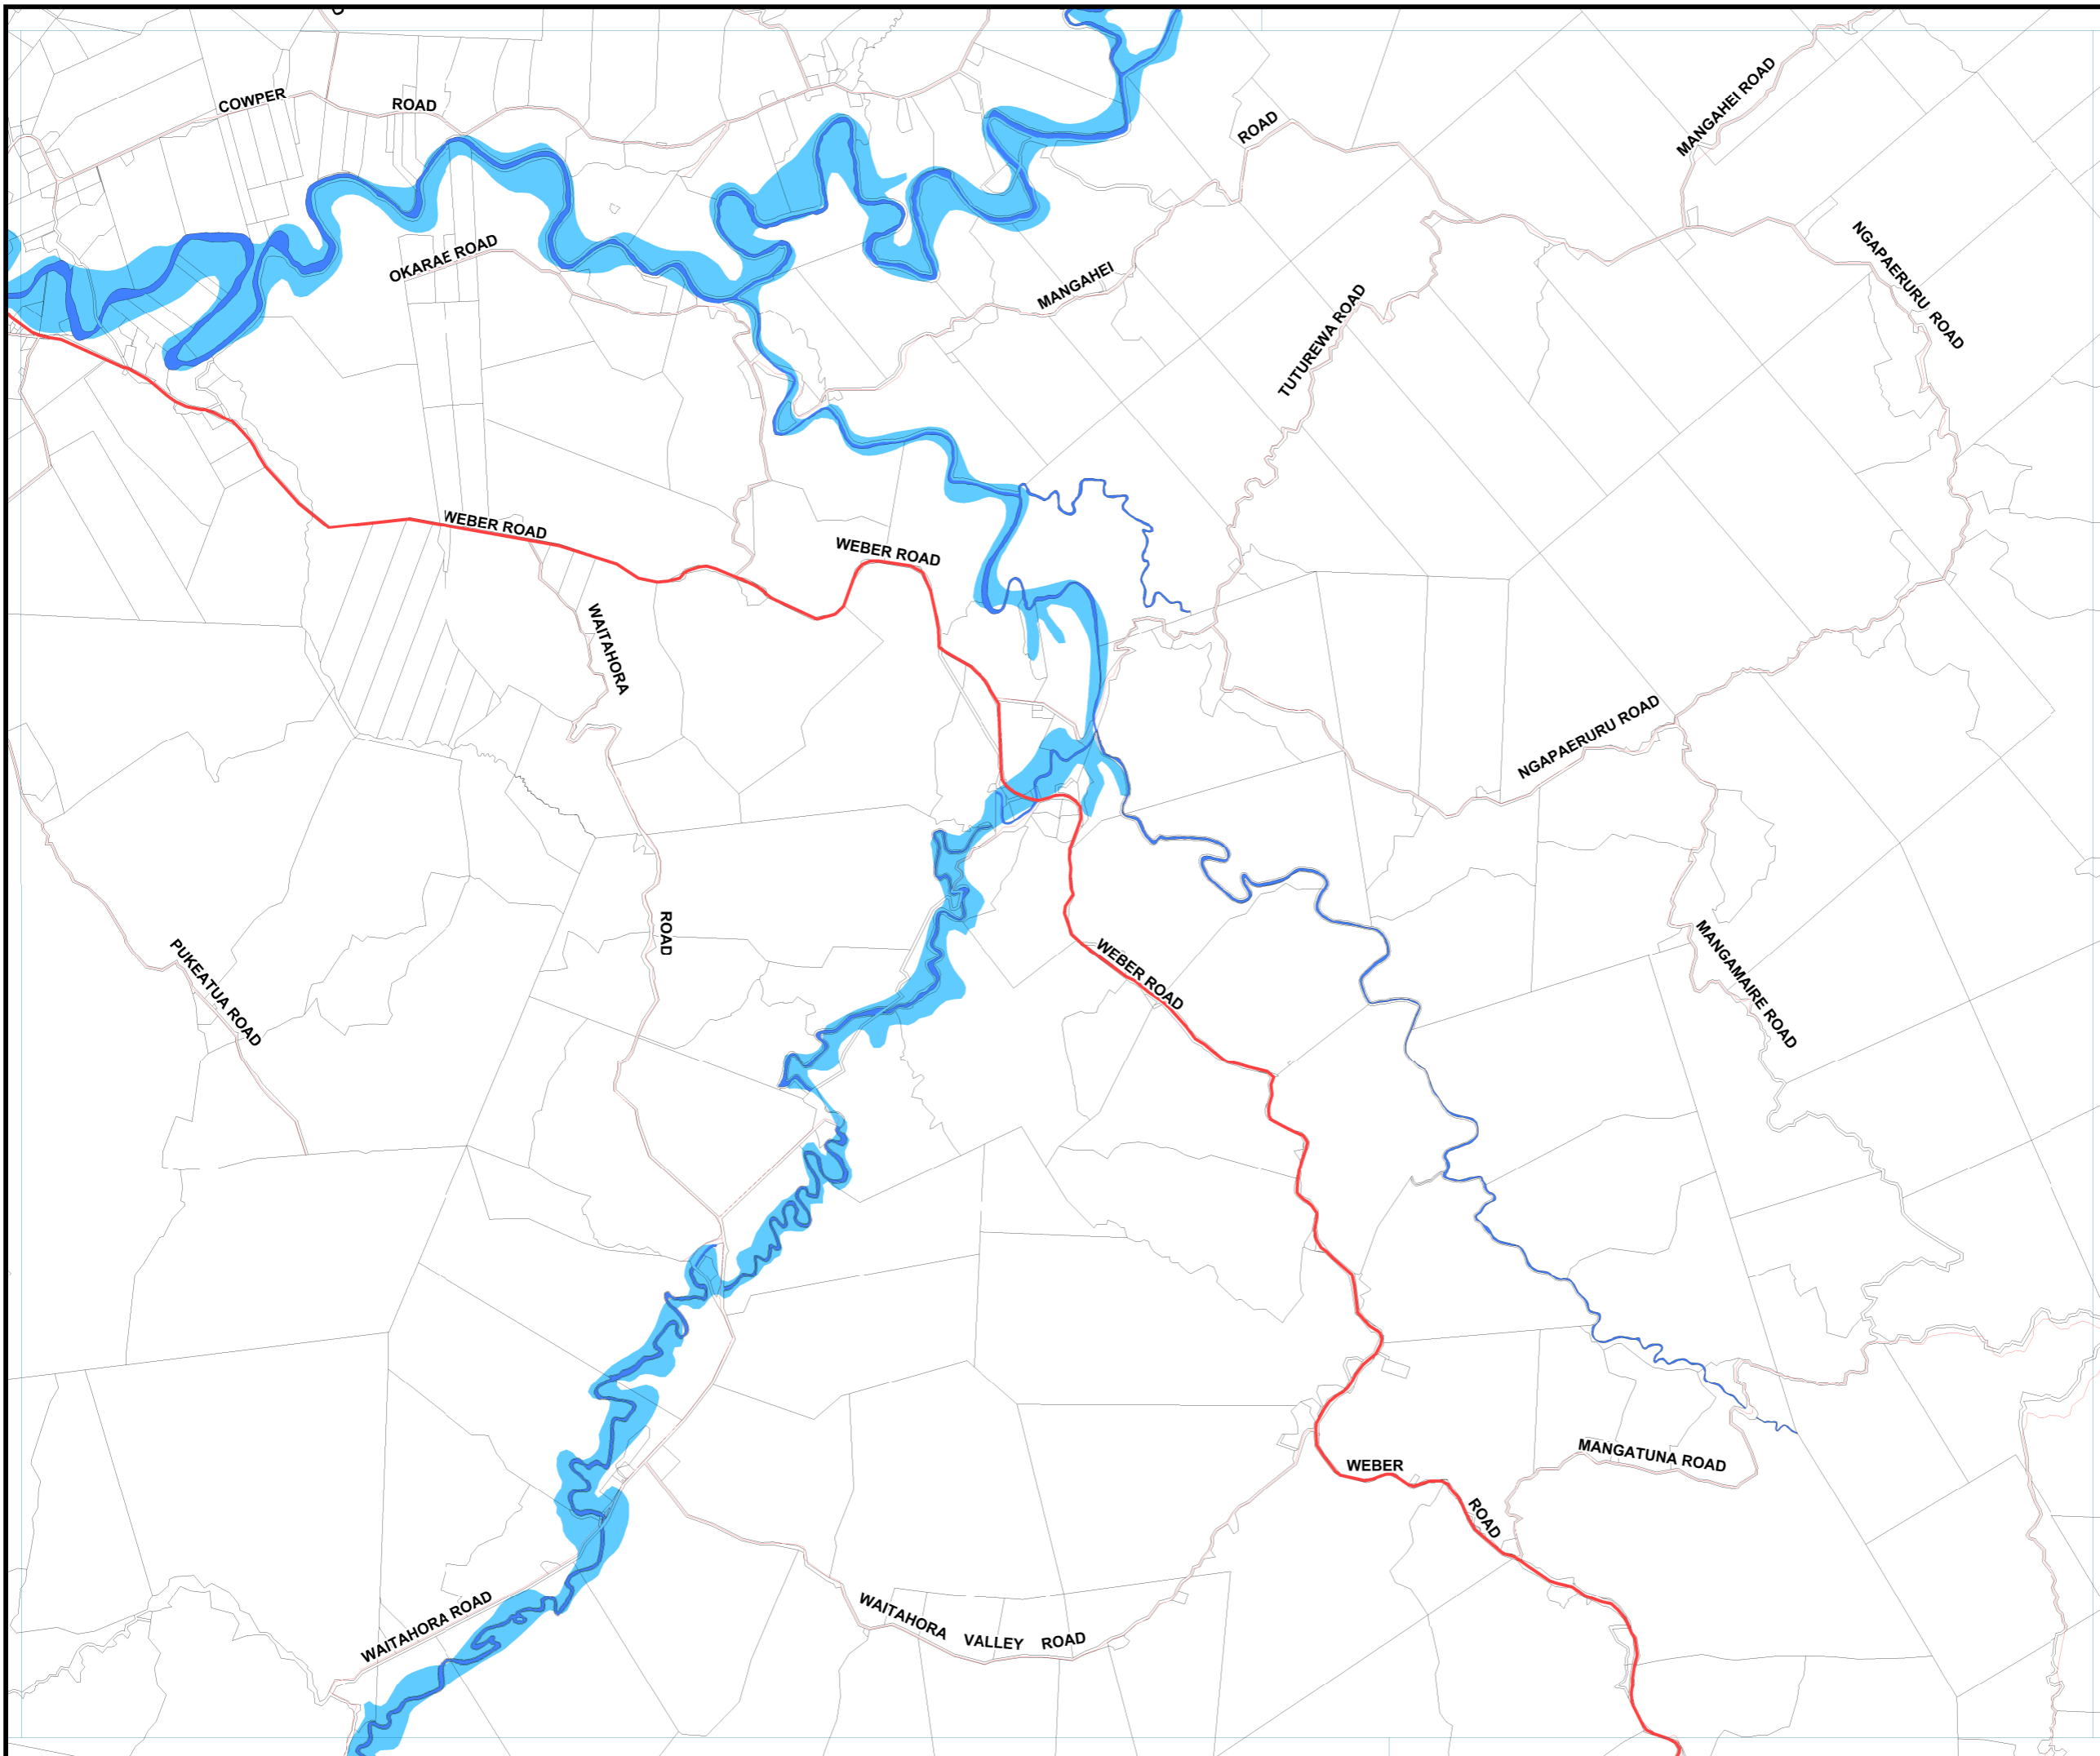 COWPER ROAD
MANGAHEI ROAD
ROAD
MANGAHEI
OKARAE ROAD
NGAPAERURU ROAD
TUTUREWA ROAD
WEBER ROAD
WEBER ROAD
WAITAHORA
ROAD
NGAPAERURU ROAD
PUKEATUA ROAD
WEBER ROAD
MANGAMAIRE ROAD
WEBER
ROAD
MANGATUNA ROAD
WAITAHORA ROAD
WAITAHORA VALLEY ROAD